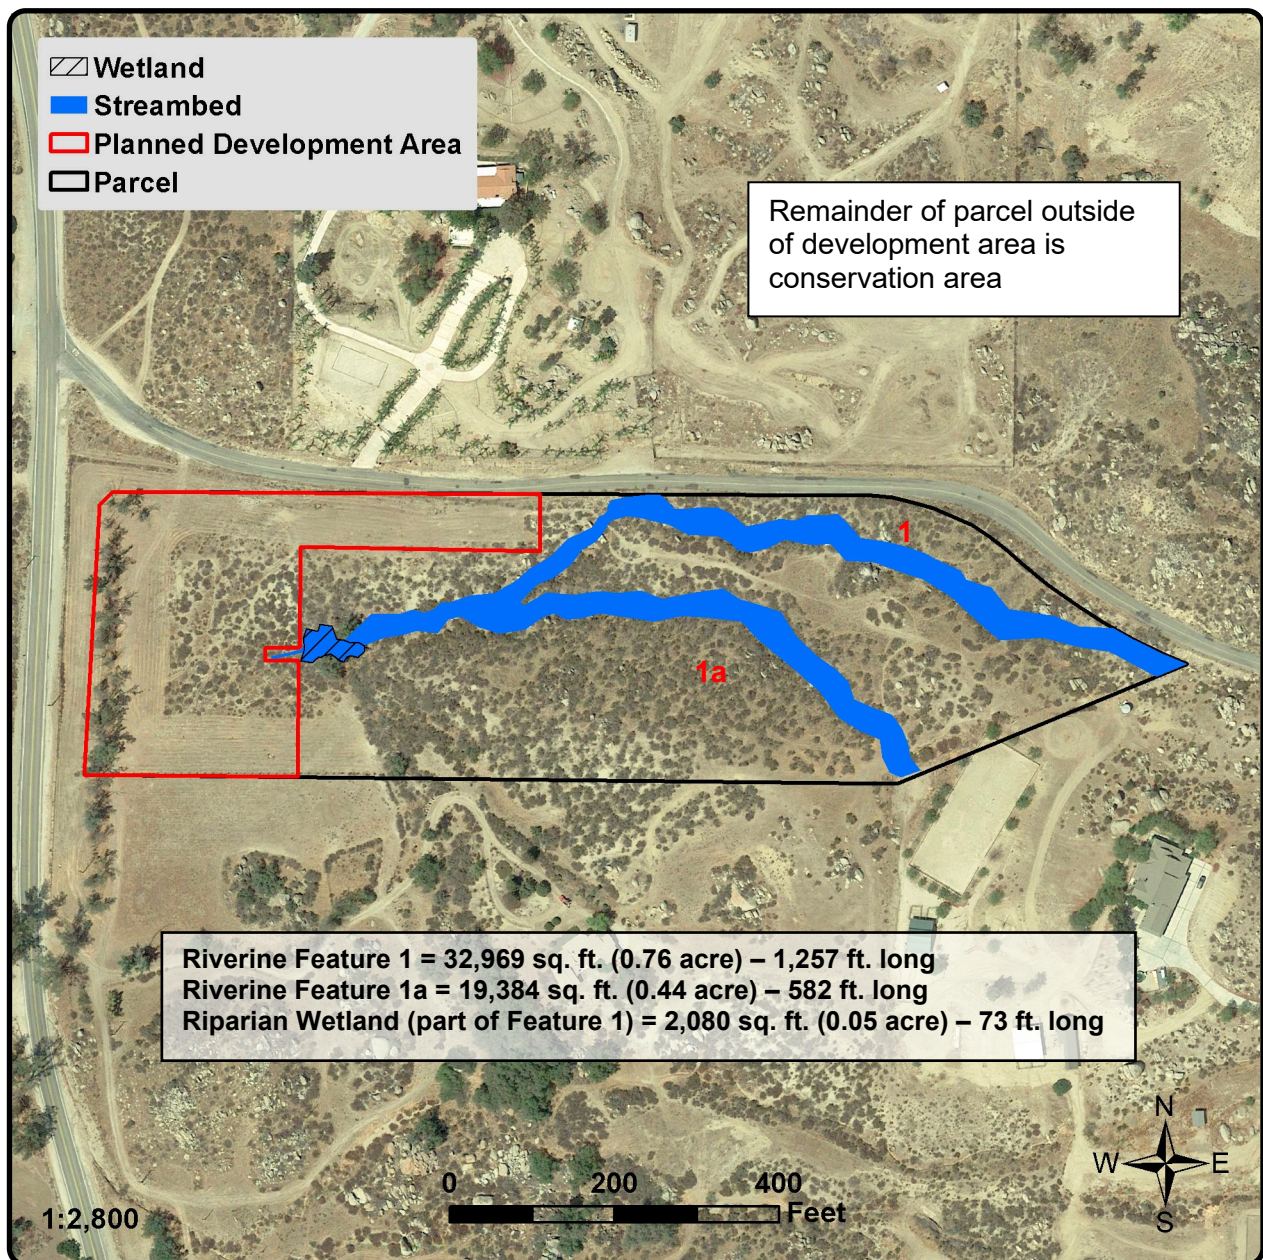 Wetland
Streambed
Planned Development Area
Parcel
Remainder of parcel outside
of development area is
conservation area
1
1a
Riverine Feature 1 = 32,969 sq. ft. (0.76 acre) – 1,257 ft. long
Riverine Feature 1a = 19,384 sq. ft. (0.44 acre) – 582 ft. long
Riparian Wetland (part of Feature 1) = 2,080 sq. ft. (0.05 acre) – 73 ft. long
N
W E
S
0 200 400
Feet
1:2,800